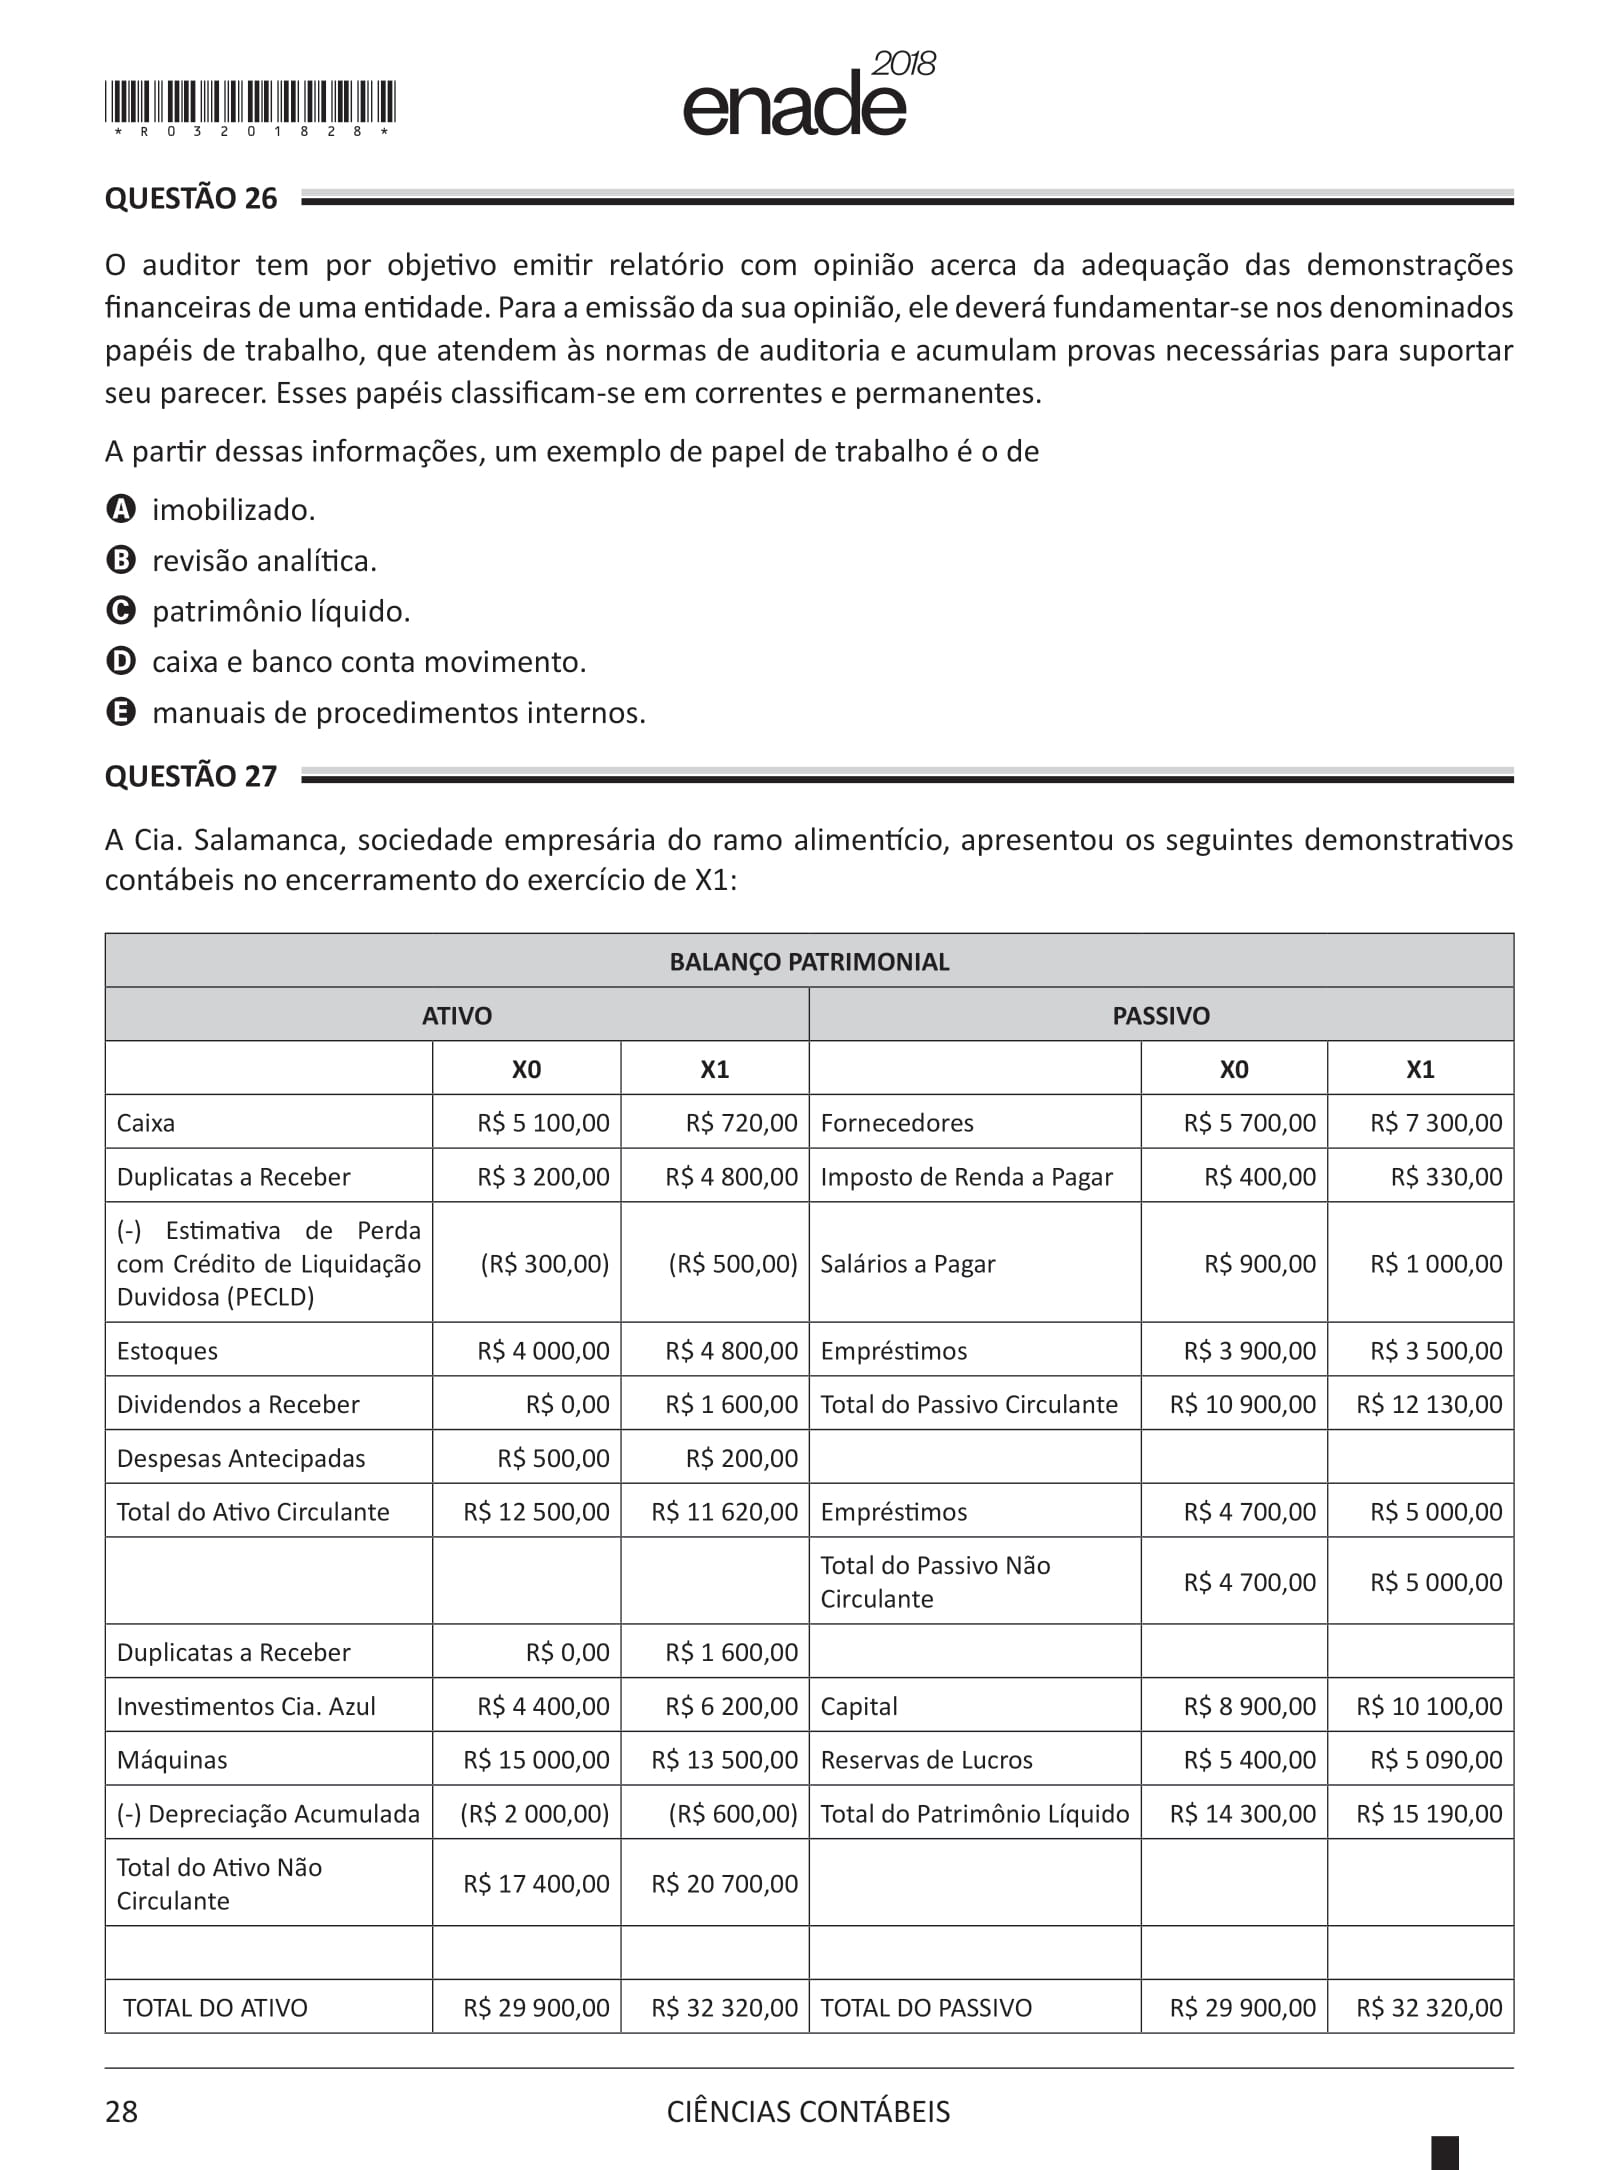 *R03201828*
enade 2018
QUESTÃO 26
O auditor tem por objetivo emitir relatório com opinião acerca da adequação das demonstrações
financeiras de uma entidade. Para a emissão da sua opinião, ele deverá fundamentar-se nos denominados
papéis de trabalho, que atendem às normas de auditoria e acumulam provas necessárias para suportar
seu parecer. Esses papéis classificam-se em correntes e permanentes.
A partir dessas informações, um exemplo de papel de trabalho é o de
A imobilizado.
B revisão analítica.
C patrimônio líquido.
D caixa e banco conta movimento.
E manuais de procedimentos internos.
QUESTÃO 27
A Cia. Salamanca, sociedade empresária do ramo alimentício, apresentou os seguintes demonstrativos
contábeis no encerramento do exercício de X1:
BALANÇO PATRIMONIAL
ATIVO PASSIVO
X0 X1 X0 X1
Caixa R$ 5 100,00 R$ 720,00 Fornecedores R$ 5 700,00 R$ 7 300,00
Duplicatas a Receber R$ 3 200,00 R$ 4 800,00 Imposto de Renda a Pagar R$ 400,00 R$ 330,00
(-) Estimativa de Perda
com Crédito de Liquidação (R$ 300,00) (R$ 500,00) Salários a Pagar R$ 900,00 R$ 1 000,00
Duvidosa (PECLD)
Estoques R$ 4 000,00 R$ 4 800,00 Empréstimos R$ 3 900,00 R$ 3 500,00
Dividendos a Receber R$ 0,00 R$ 1 600,00 Total do Passivo Circulante R$ 10 900,00 R$ 12 130,00
Despesas Antecipadas R$ 500,00 R$ 200,00
Total do Ativo Circulante R$ 12 500,00 R$ 11 620,00 Empréstimos R$ 4 700,00 R$ 5 000,00
Total do Passivo Não
Circulante R$ 4 700,00 R$ 5 000,00
Duplicatas a Receber R$ 0,00 R$ 1 600,00
Investimentos Cia. Azul R$ 4 400,00 R$ 6 200,00 Capital R$ 8 900,00 R$ 10 100,00
Máquinas R$ 15 000,00 R$ 13 500,00 Reservas de Lucros R$ 5 400,00 R$ 5 090,00
(-) Depreciação Acumulada (R$ 2 000,00) (R$ 600,00) Total do Patrimônio Líquido R$ 14 300,00 R$ 15 190,00
Total do Ativo Não
Circulante R$ 17 400,00 R$ 20 700,00
TOTAL DO ATIVO R$ 29 900,00 R$ 32 320,00 TOTAL DO PASSIVO R$ 29 900,00 R$ 32 320,00
28
CIÊNCIAS CONTÁBEIS